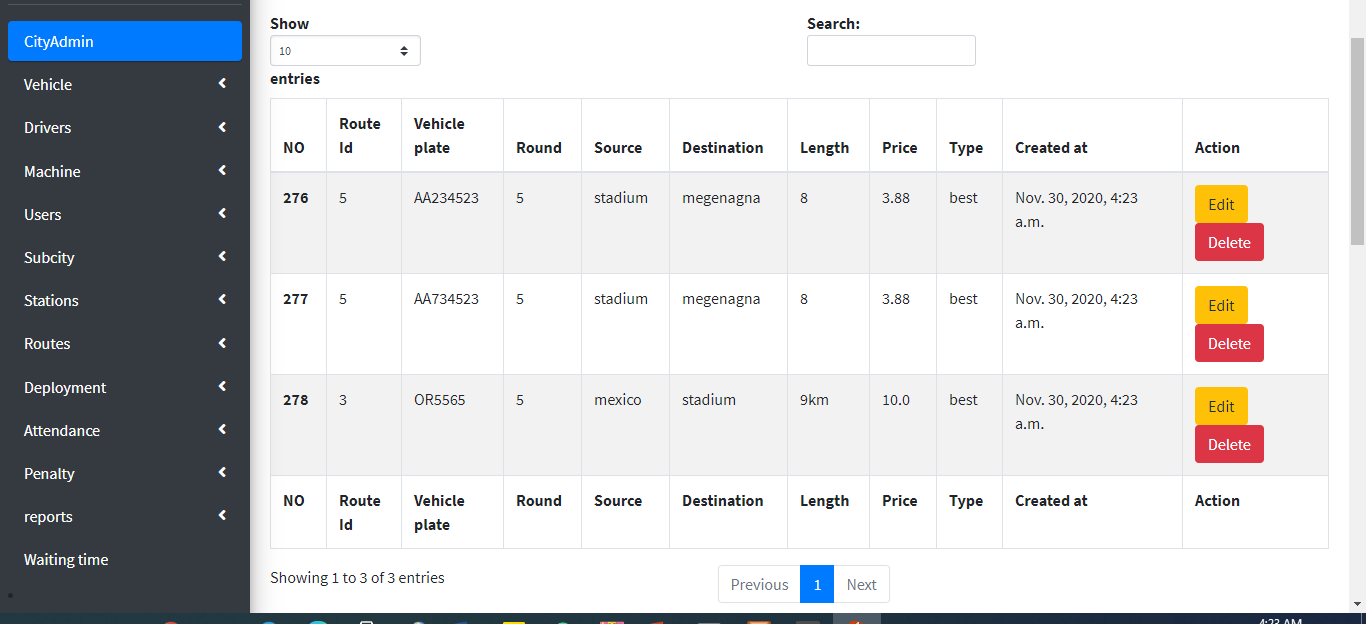 CityAdmin
Vehicle
Drivers
Machine
Users
Subcity
Stations
Routes
Deployment
Attendance
Penalty
reports
Waiting time
Show
10
entries
Search:
NO Route Id Vehicle plate Round Source Destination Length Price Type Created at Action
276 5 AA234523 5 stadium megenagna 8 3.88 best Nov. 30, 2020, 4:23 a.m. Edit Delete
277 5 AA734523 5 stadium megenagna 8 3.88 best Nov. 30, 2020, 4:23 a.m. Edit Delete
278 3 OR5565 5 mexico stadium 9km 10.0 best Nov. 30, 2020, 4:23 a.m. Edit Delete
NO Route Id Vehicle plate Round Source Destination Length Price Type Created at Action
Showing 1 to 3 of 3 entries
Previous 1 Next
4:23 AM